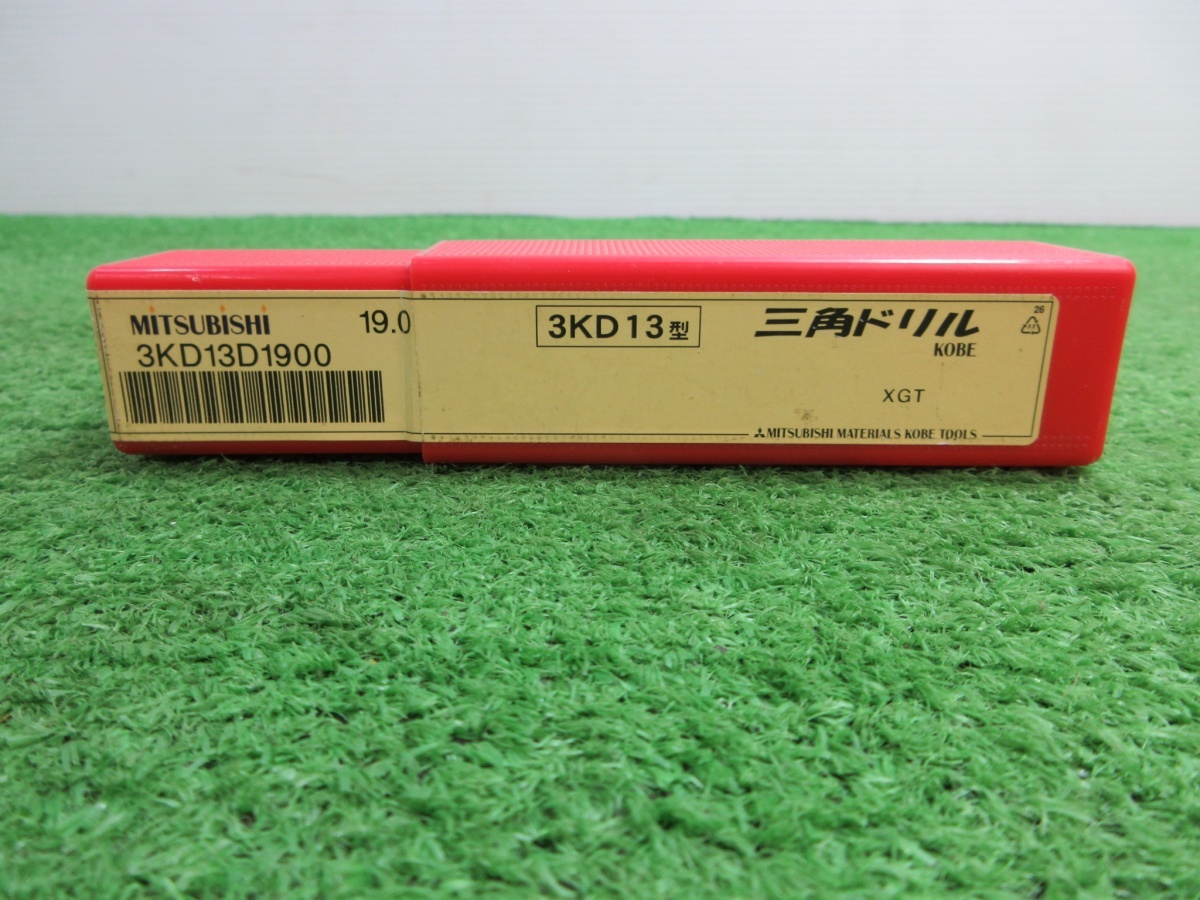 MITSUBISHI 19.0
3KD13D1900
3KD13型
三角ドリル
KOBE
26
XGT
MITSUBISHI MATERIALS KOBE TOOLS